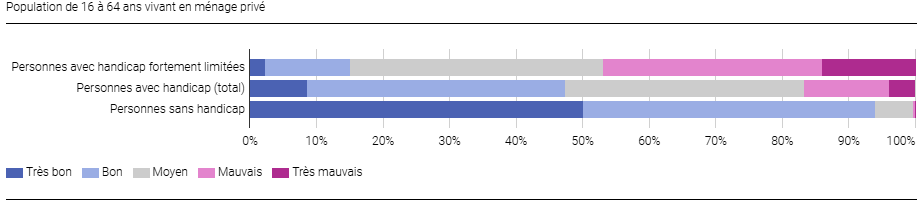 Population de 16 à 64 ans vivant en ménage privé
Personnes avec handicap fortement limitées
Personnes avec handicap (total)
Personnes sans handicap
0% 10% 20% 30% 40% 50% 60% 70% 80% 90% 100%
Très bon Bon Moyen Mauvais Très mauvais